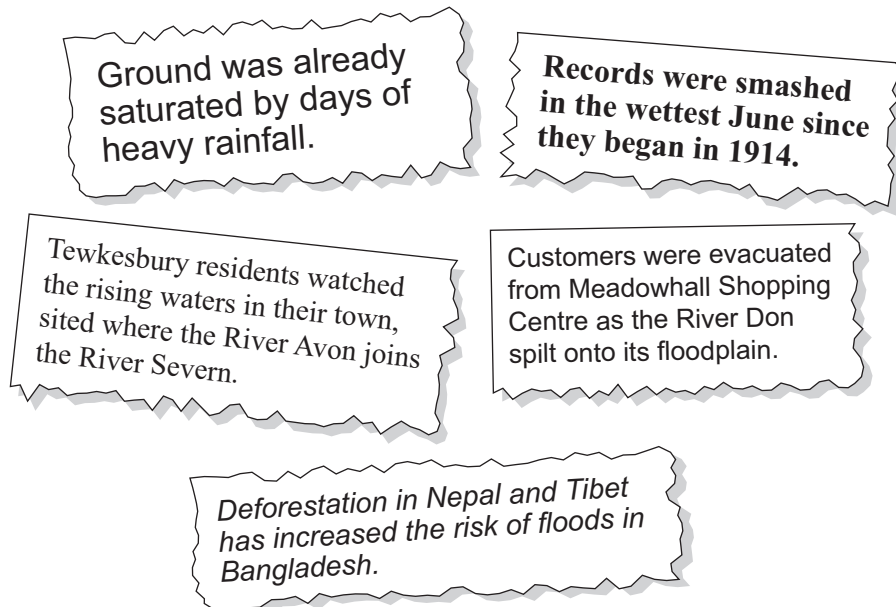 Ground was already
saturated by days of
heavy rainfall.
Records were smashed
in the wettest June since
they began in 1914.
Tewkesbury residents watched
the rising waters in their town,
sited where the River Avon joins
the River Severn.
Customers were evacuated
from Meadowhall Shopping
Centre as the River Don
spilt onto its floodplain.
Deforestation in Nepal and Tibet
has increased the risk of floods in
Bangladesh.